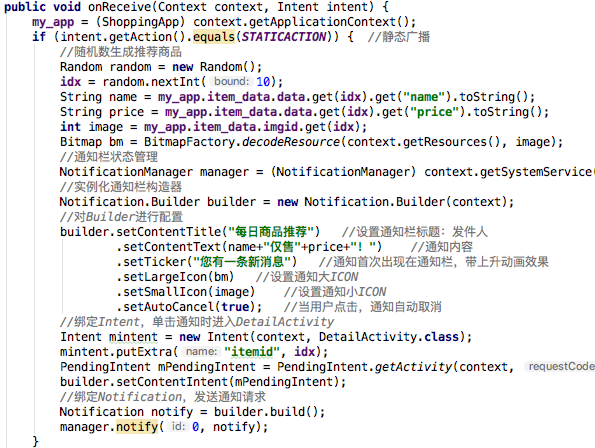 public void onReceive(Context context, Intent intent) {
my_app = (ShoppingApp) context.getApplicationContext();
if (intent.getAction().equals(STATICACTION)) { //静态广播
//随机数生成推荐商品
Random random = new Random();
idx = random.nextInt( bound: 10);
String name = my_app.item_data.data.get(idx).get("name").toString();
String price = my_app.item_data.data.get(idx).get("price").toString();
int image = my_app.item_data.imgid.get(idx);
Bitmap bm = BitmapFactory.decodeResource(context.getResources(), image);
//通知栏状态管理
NotificationManager manager = (NotificationManager) context.getSystemService(
//实例化通知栏构造器
Notification.Builder builder = new Notification.Builder(context);
//对Builder进行配置
builder.setContentTitle("每日商品推荐") //设置通知栏标题：发件人
.setContentText(name+"仅售"+price+"! ") //通知内容
.setTicker("您有一条新消息") //通知首次出现在通知栏，带上升动画效果
.setLargeIcon(bm) //设置通知大ICON
.setSmallIcon(image) //设置通知小ICON
.setAutoCancel(true); //当用户点击，通知自动取消
//绑定Intent，单击通知时进入DetailActivity
Intent mintent = new Intent(context, DetailActivity.class);
mintent.putExtra( name: "itemid", idx);
PendingIntent mPendingIntent = PendingIntent.getActivity(context, requestCode
builder.setContentIntent(mPendingIntent);
//绑定Notification，发送通知请求
Notification notify = builder.build();
manager.notify( id: 0, notify);
}